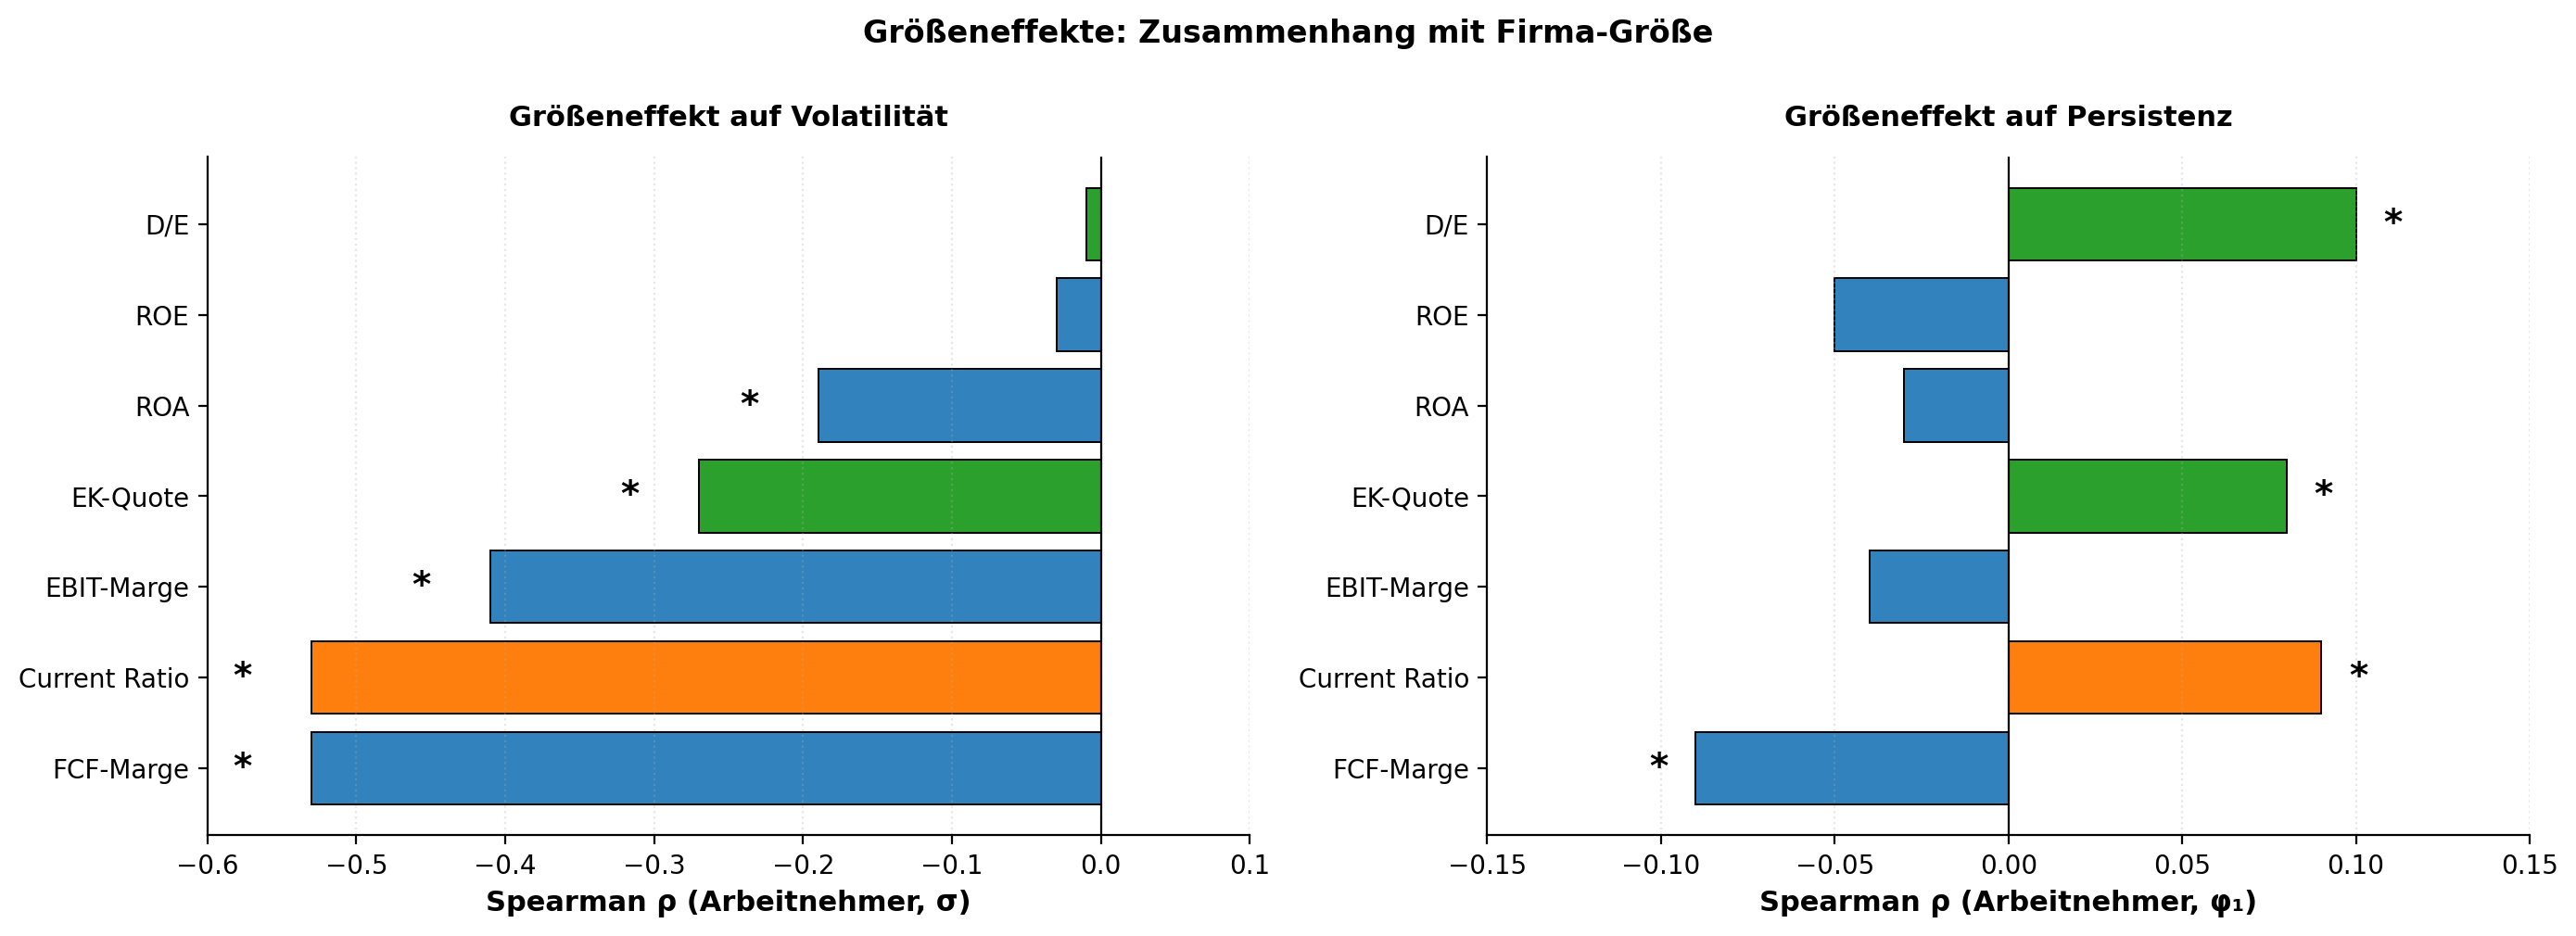 Größeneffekte: Zusammenhang mit Firma-Größe
Größeneffekt auf Volatilität
D/E
ROE
ROA
*
EK-Quote
*
EBIT-Marge
*
Current Ratio
*
FCF-Marge
*
−0.6 −0.5 −0.4 −0.3 −0.2 −0.1 0.0 0.1
Spearman ρ (Arbeitnehmer, σ)
Größeneffekt auf Persistenz
D/E
*
ROE
ROA
EK-Quote
*
EBIT-Marge
Current Ratio
*
FCF-Marge
*
−0.15 −0.10 −0.05 0.00 0.05 0.10 0.15
Spearman ρ (Arbeitnehmer, φ₁)